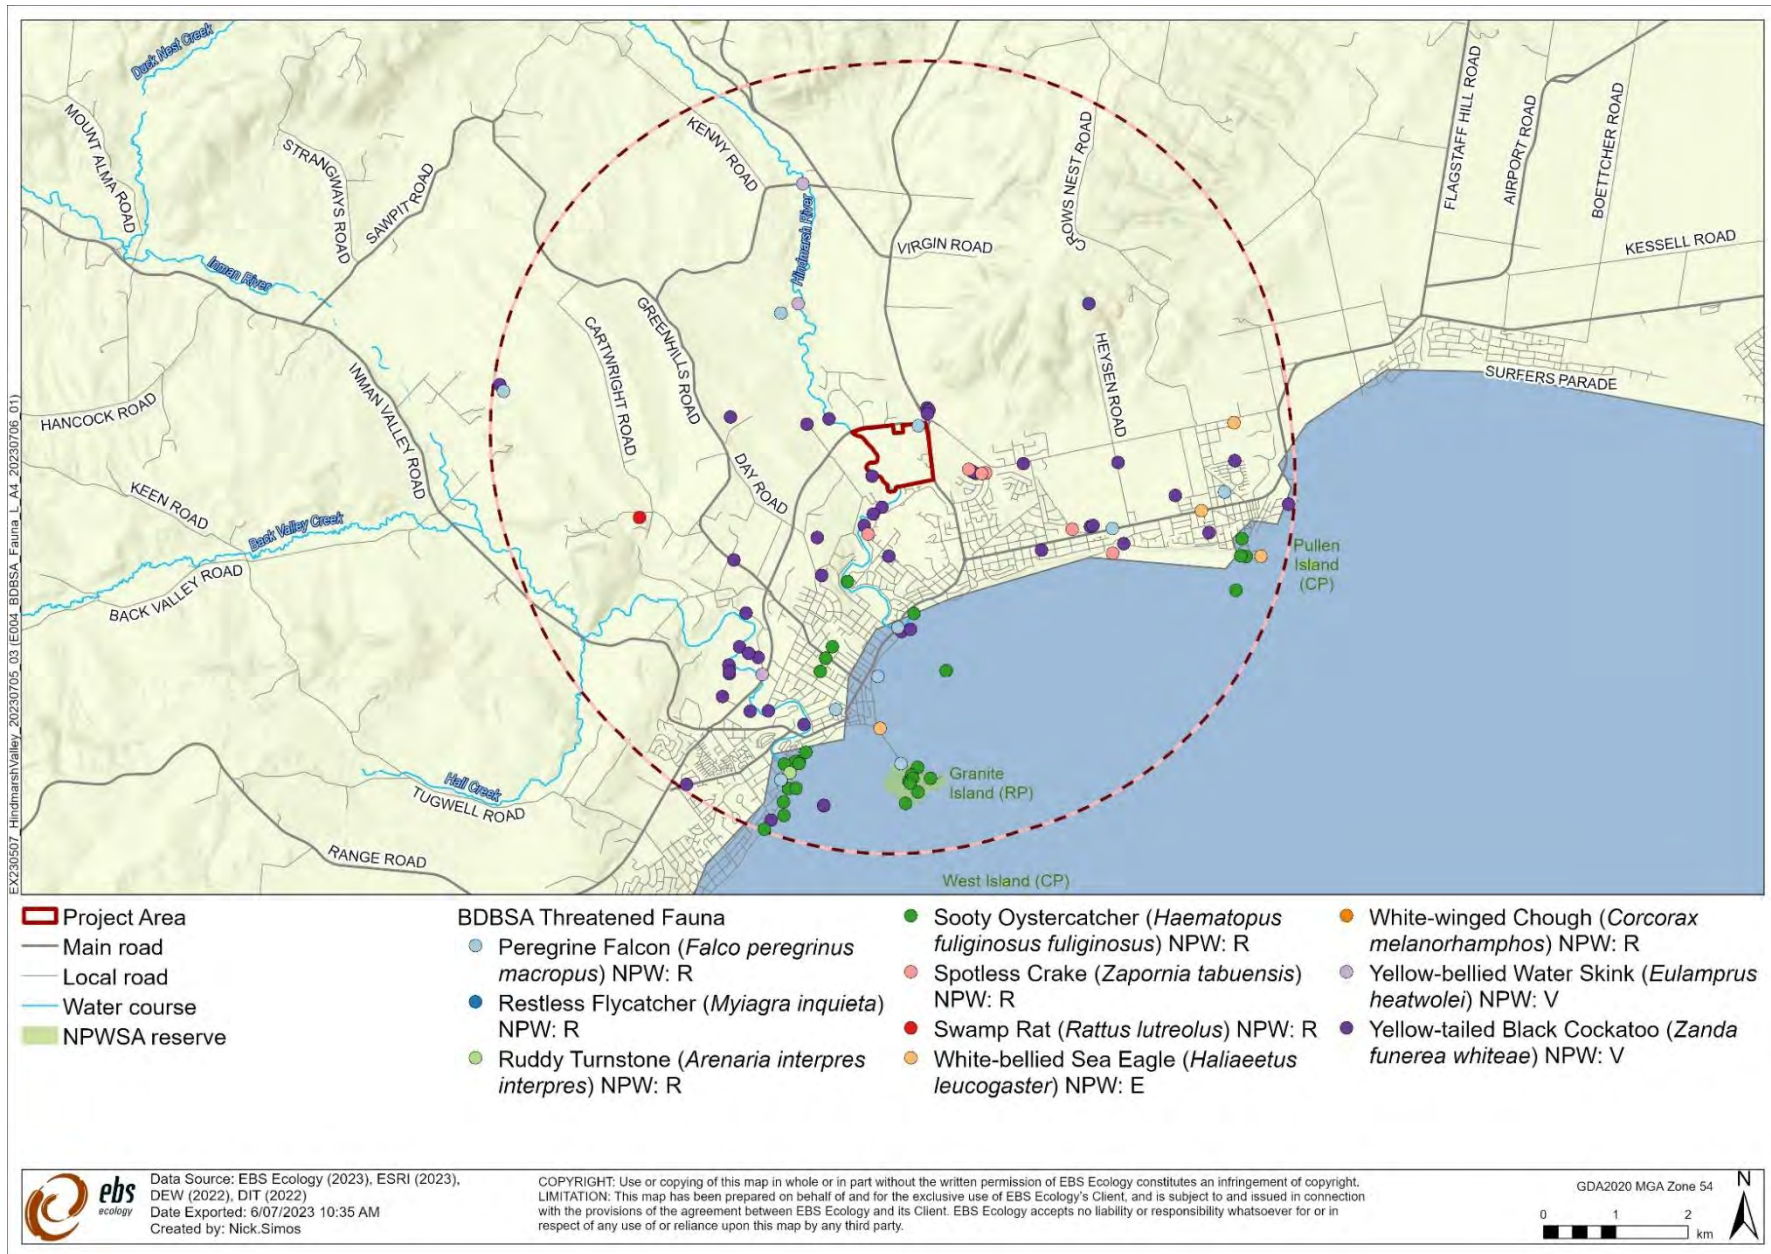 Duck Nest Creek
MOUNT ALMA ROAD
STRANGWAYS ROAD
SAWPIT ROAD
KENNY ROAD
CROWS NEST ROAD
FLAGSTAFF HILL ROAD
AIRPORT ROAD
BOETTCHER ROAD
KESSELL ROAD
Hindmarsh River
VIRGIN ROAD
Inman River
GREENHILLS ROAD
CARTWRIGHT ROAD
HEYSEN ROAD
INMAN VALLEY ROAD
SURFERS PARADE
HANCOCK ROAD
DAY ROAD
KEEN ROAD
Back Valley Creek
BACK VALLEY ROAD
Pullen
Island
(CP)
Hall Creek
TUGWELL ROAD
Granite
Island (RP)
RANGE ROAD
West Island (CP)
EX230507_HindmarshValley_20230705_03 (E004_BDBSA_Fauna_L_A4_20230706_01)
Project Area
Main road
Local road
Water course
NPWSA reserve
BDBSA Threatened Fauna
Peregrine Falcon (Falco peregrinus
macropus) NPW: R
Restless Flycatcher (Myiagra inquieta)
NPW: R
Ruddy Turnstone (Arenaria interpres
interpres) NPW: R
Sooty Oystercatcher (Haematopus
fuliginosus fuliginosus) NPW: R
Spotless Crake (Zapornia tabuensis)
NPW: R
Swamp Rat (Rattus lutreolus) NPW: R
White-bellied Sea Eagle (Haliaeetus
leucogaster) NPW: E
White-winged Chough (Corcorax
melanorhamphos) NPW: R
Yellow-bellied Water Skink (Eulamprus
heatwolei) NPW: V
Yellow-tailed Black Cockatoo (Zanda
funerea whiteae) NPW: V
ebs
ecology
Data Source: EBS Ecology (2023), ESRI (2023),
DEW (2022), DIT (2022)
Date Exported: 6/07/2023 10:35 AM
Created by: Nick.Simos
COPYRIGHT: Use or copying of this map in whole or in part without the written permission of EBS Ecology constitutes an infringement of copyright.
LIMITATION: This map has been prepared on behalf of and for the exclusive use of EBS Ecology's Client, and is subject to and issued in connection
with the provisions of the agreement between EBS Ecology and its Client. EBS Ecology accepts no liability or responsibility whatsoever for or in
respect of any use of or reliance upon this map by any third party.
GDA2020 MGA Zone 54
0 1 2
km
N